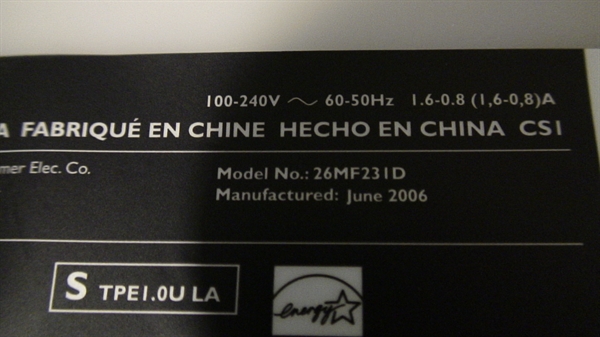 100-240V ~ 60-50Hz 1.6-0.8 (1,6-0,8)A
A FABRIQUÉ EN CHINE HECHO EN CHINA CS1
mer Elec. Co.
Model No.: 26MF231D
Manufactured: June 2006
S TPE1.0U LA
energy